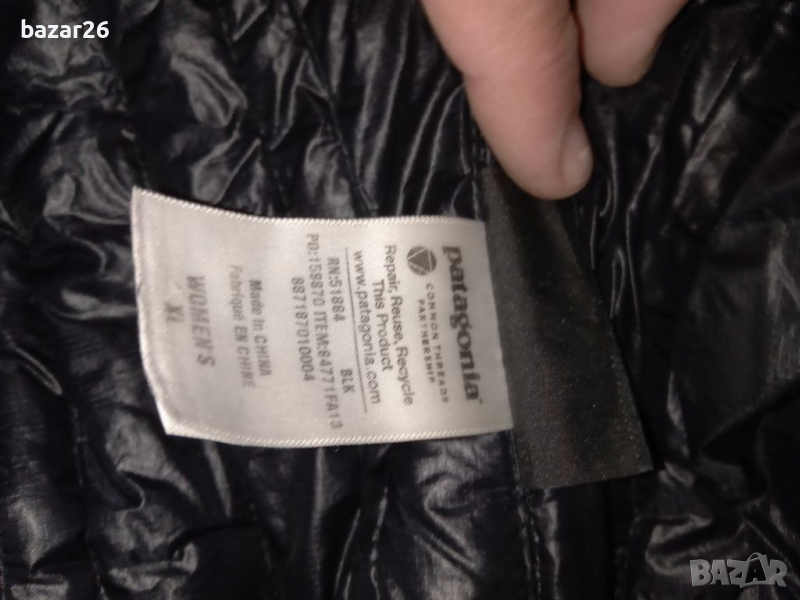 bazar26
patagonia
COMMON THREADS
PARTNERSHIP
Repair, Reuse, Recycle
This Product
www.patagonia.com
RN:51884 BLK
PO:159870 ITEM:84771FA13
887187010004
Made in CHINA
Fabriqué EN CHINE
WOMEN'S
XL
BAZAR